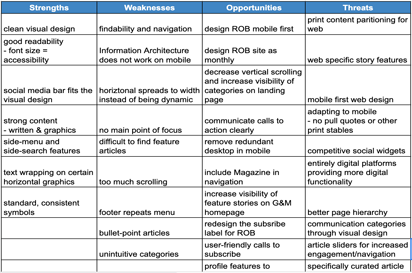 Strengths Weaknesses Opportunities Threats
clean visual design findability and navigation design ROB mobile first print content paritioning for
web
good readability
- font size =
accessibility Information Architecture
does not work on mobile design ROB site as
monthly web specific story features
social media bar fits the
visual design horiztonal spreads to width
instead of being dynamic decrease vertical scrolling
and increase visibility of
categories on landing
page mobile first web design
strong content
- written & graphics no main point of focus communicate calls to
action clearly adapting to mobile
- no pull quotes or other
print stables
side-menu and
side-search features difficult to find feature
articles remove redundant
desktop in mobile competitive social widgets
text wrapping on certain
horizontal graphics too much scrolling include Magazine in
navigation entirely digital platforms
providing more digital
functionality
standard, consistent
symbols footer repeats menu increase visibility of
feature stories on G&M
homepage better page hierarchy
bullet-point articles redesign the subsribe
label for ROB communication categories
through visual design
unintuitive categories user-friendly calls to
subscribe article sliders for increased
engagement/navigation
profile features to specifically curated article